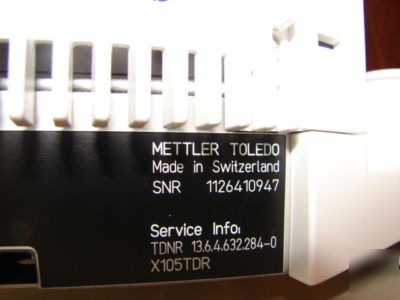 METTLER TOLEDO
Made in Switzerland
SNR 1126410947
Service Info:
TDNR 13.6.4.632.284-0
X105TDR